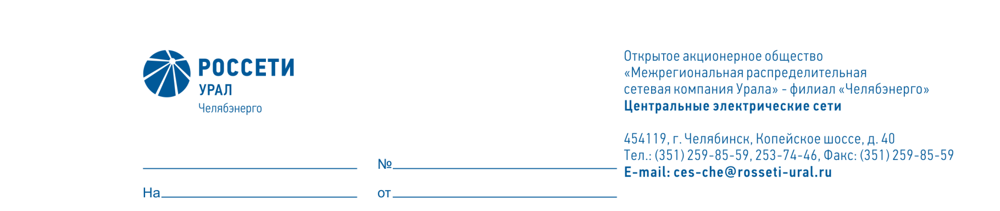 РОССЕТИ
УРАЛ
Челябэнерго
Открытое акционерное общество
«Межрегиональная распределительная
сетевая компания Урала» - филиал «Челябэнерго»
Центральные электрические сети
454119, г. Челябинск, Копейское шоссе, д. 40
Тел.: (351) 259-85-59, 253-74-46, Факс: (351) 259-85-59
E-mail: ces-che@rosseti-ural.ru
№
На от